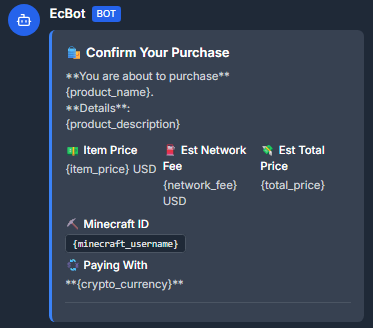 EcBot BOT
🛍️ Confirm Your Purchase
**You are about to purchase**
{product_name}.
**Details**:
{product_description}
💵 Item Price
{item_price} USD
⛽ Est Network
Fee
{network_fee}
USD
💸 Est Total
Price
{total_price}
⛏️ Minecraft ID
{minecraft_username}
💠 Paying With
**{crypto_currency}**